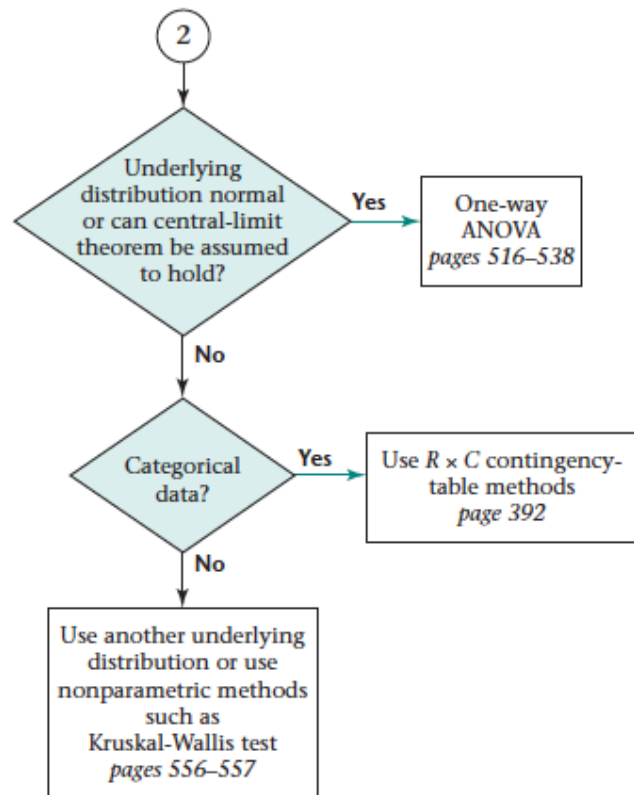 2
Underlying
distribution normal
or can central-limit
theorem be assumed
to hold?
Yes
One-way
ANOVA
pages 516–538
No
Categorical
data?
Yes
Use R × C contingency-
table methods
page 392
No
Use another underlying
distribution or use
nonparametric methods
such as
Kruskal-Wallis test
pages 556–557